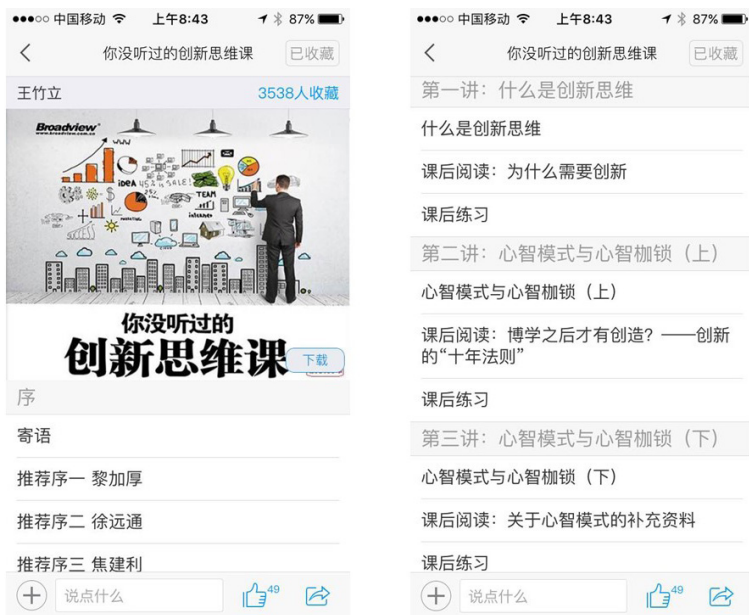 中国移动 上午8:43 87%
你没听过的创新思维课 已收藏
王竹立 3538人收藏
Broadview
www.broadview.com.cn
IDEA 45% is SALE!
TEAM
MARKETING
你没听过的
创新思维课
下载
序
寄语
推荐序一 黎加厚
推荐序二 徐远通
推荐序三 焦建利
说点什么 49
中国移动 上午8:43 87%
你没听过的创新思维课 已收藏
第一讲：什么是创新思维
什么是创新思维
课后阅读：为什么需要创新
课后练习
第二讲：心智模式与心智枷锁（上）
心智模式与心智枷锁（上）
课后阅读：博学之后才有创造？——创新
的“十年法则”
课后练习
第三讲：心智模式与心智枷锁（下）
心智模式与心智枷锁（下）
课后阅读：关于心智模式的补充资料
课后练习
说点什么 49